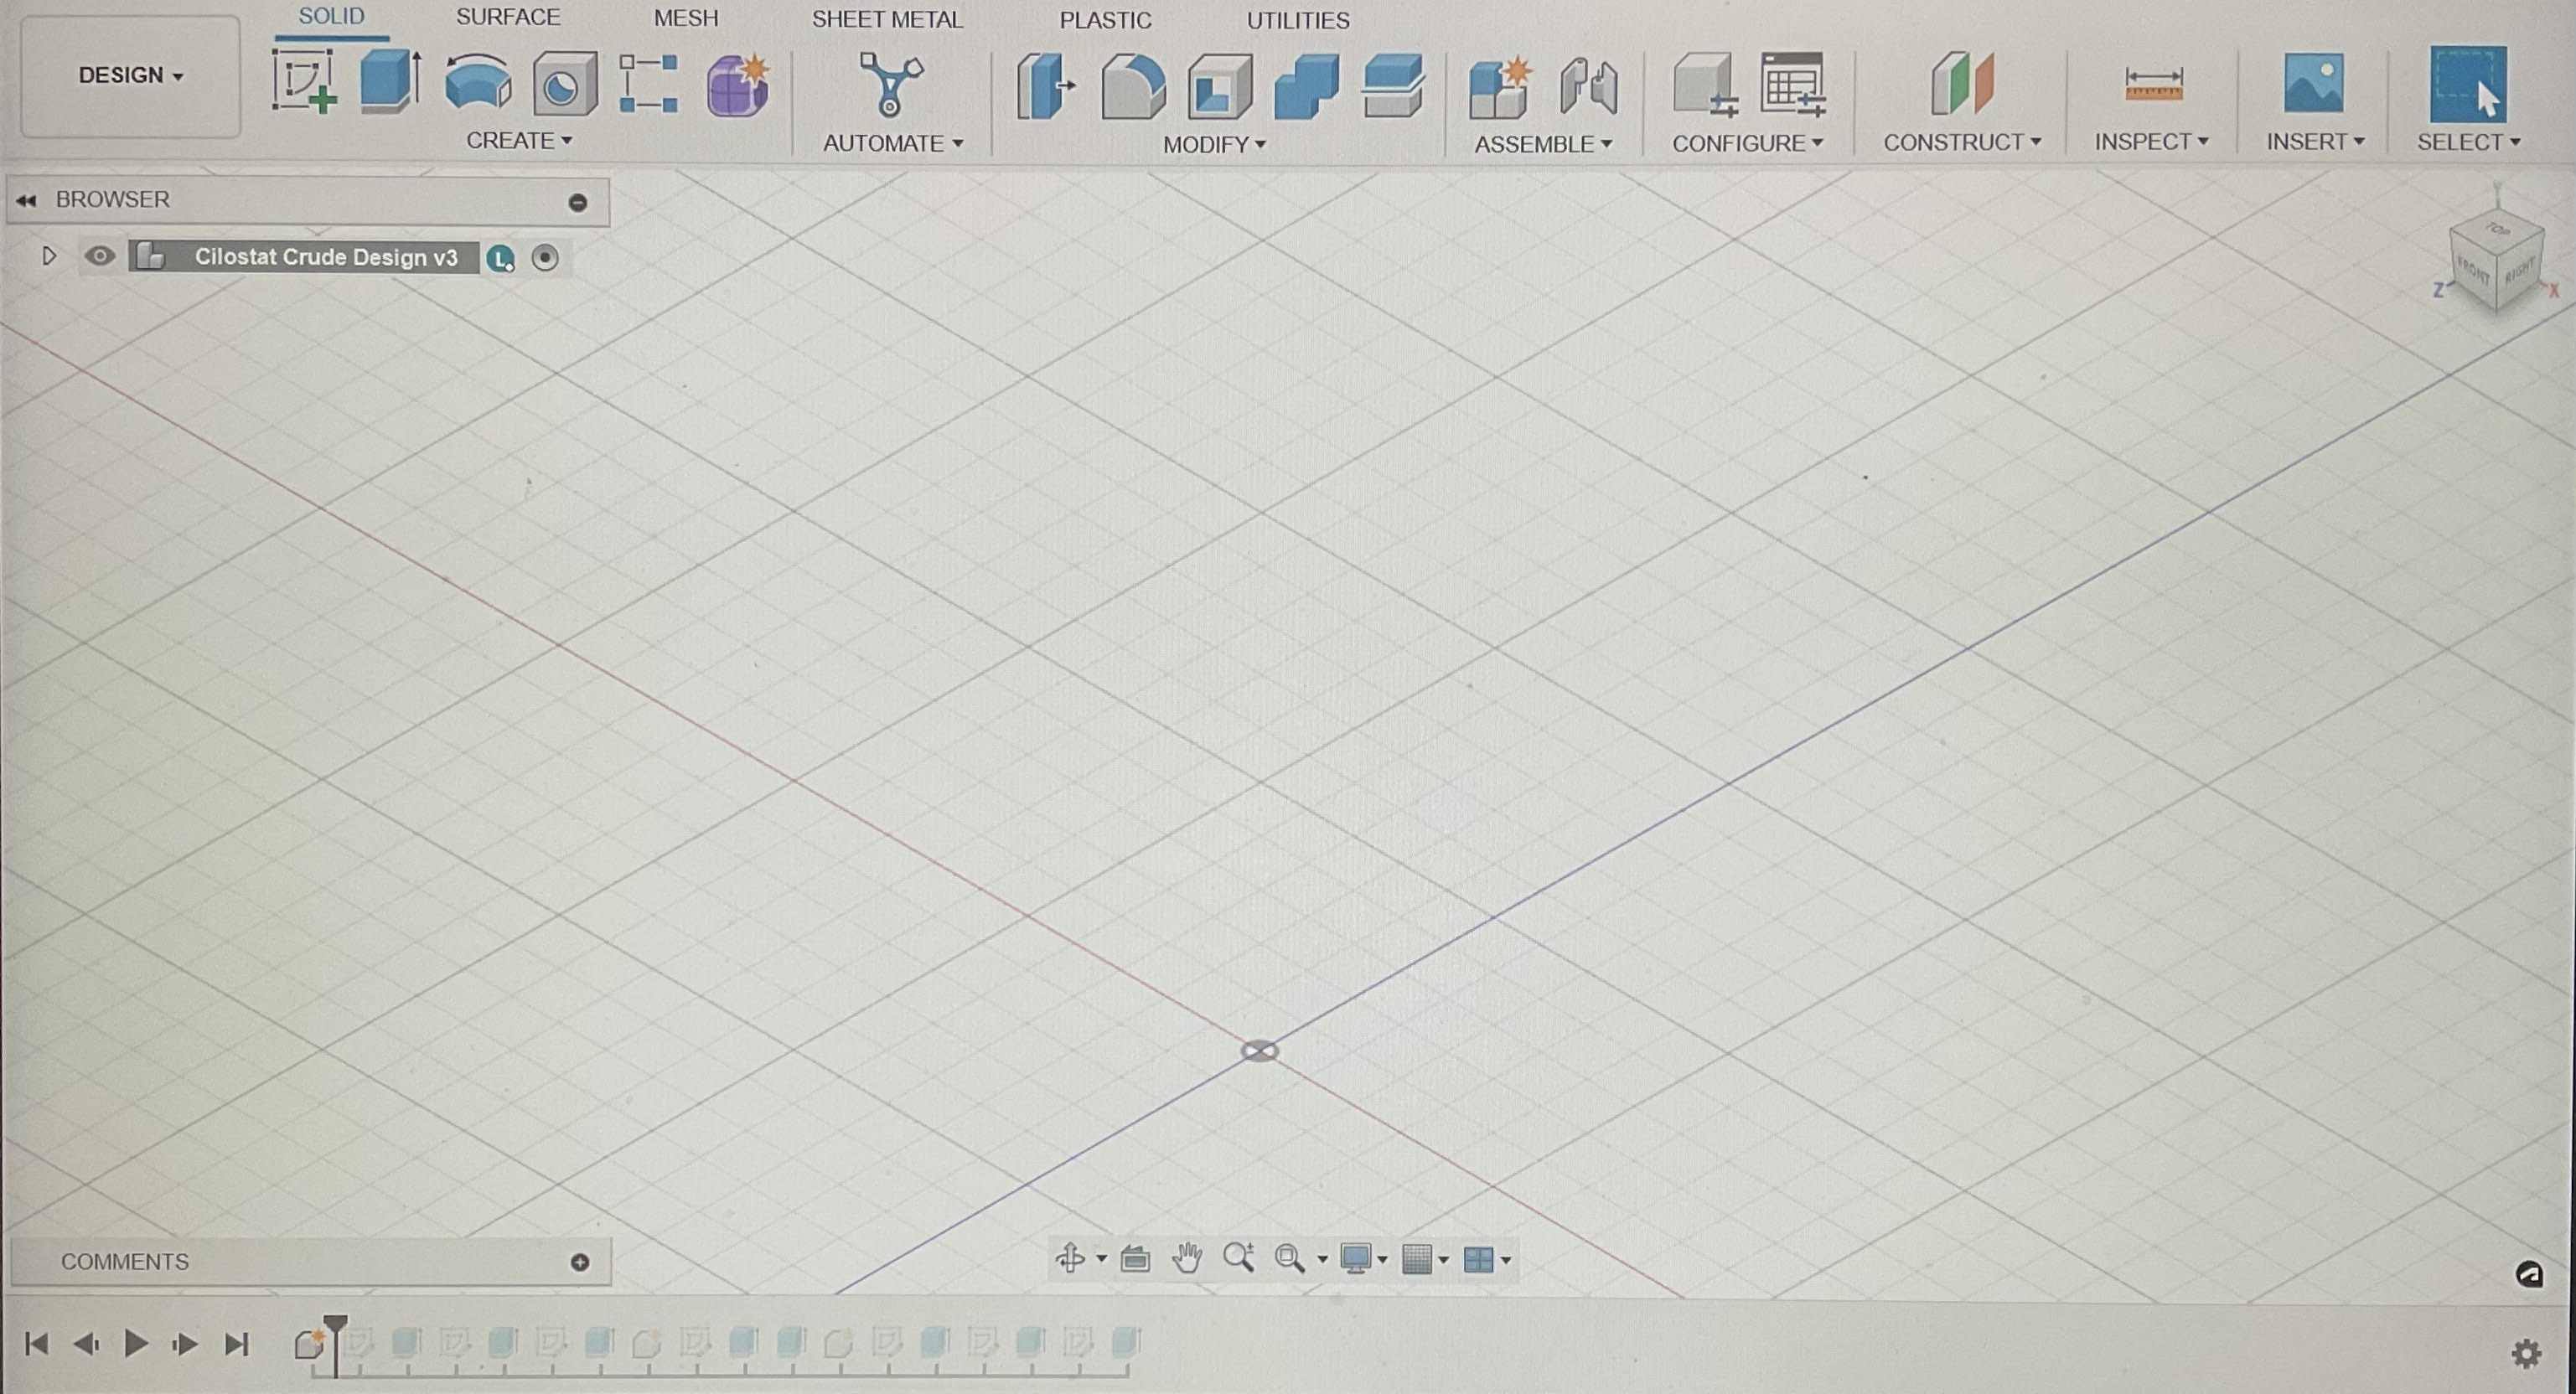 SOLID SURFACE MESH SHEET METAL PLASTIC UTILITIES
DESIGN
CREATE AUTOMATE MODIFY ASSEMBLE CONFIGURE CONSTRUCT INSPECT INSERT SELECT
BROWSER
Cilostat Crude Design v3 L
Y
TOP
FRONT RIGHT
Z X
COMMENTS